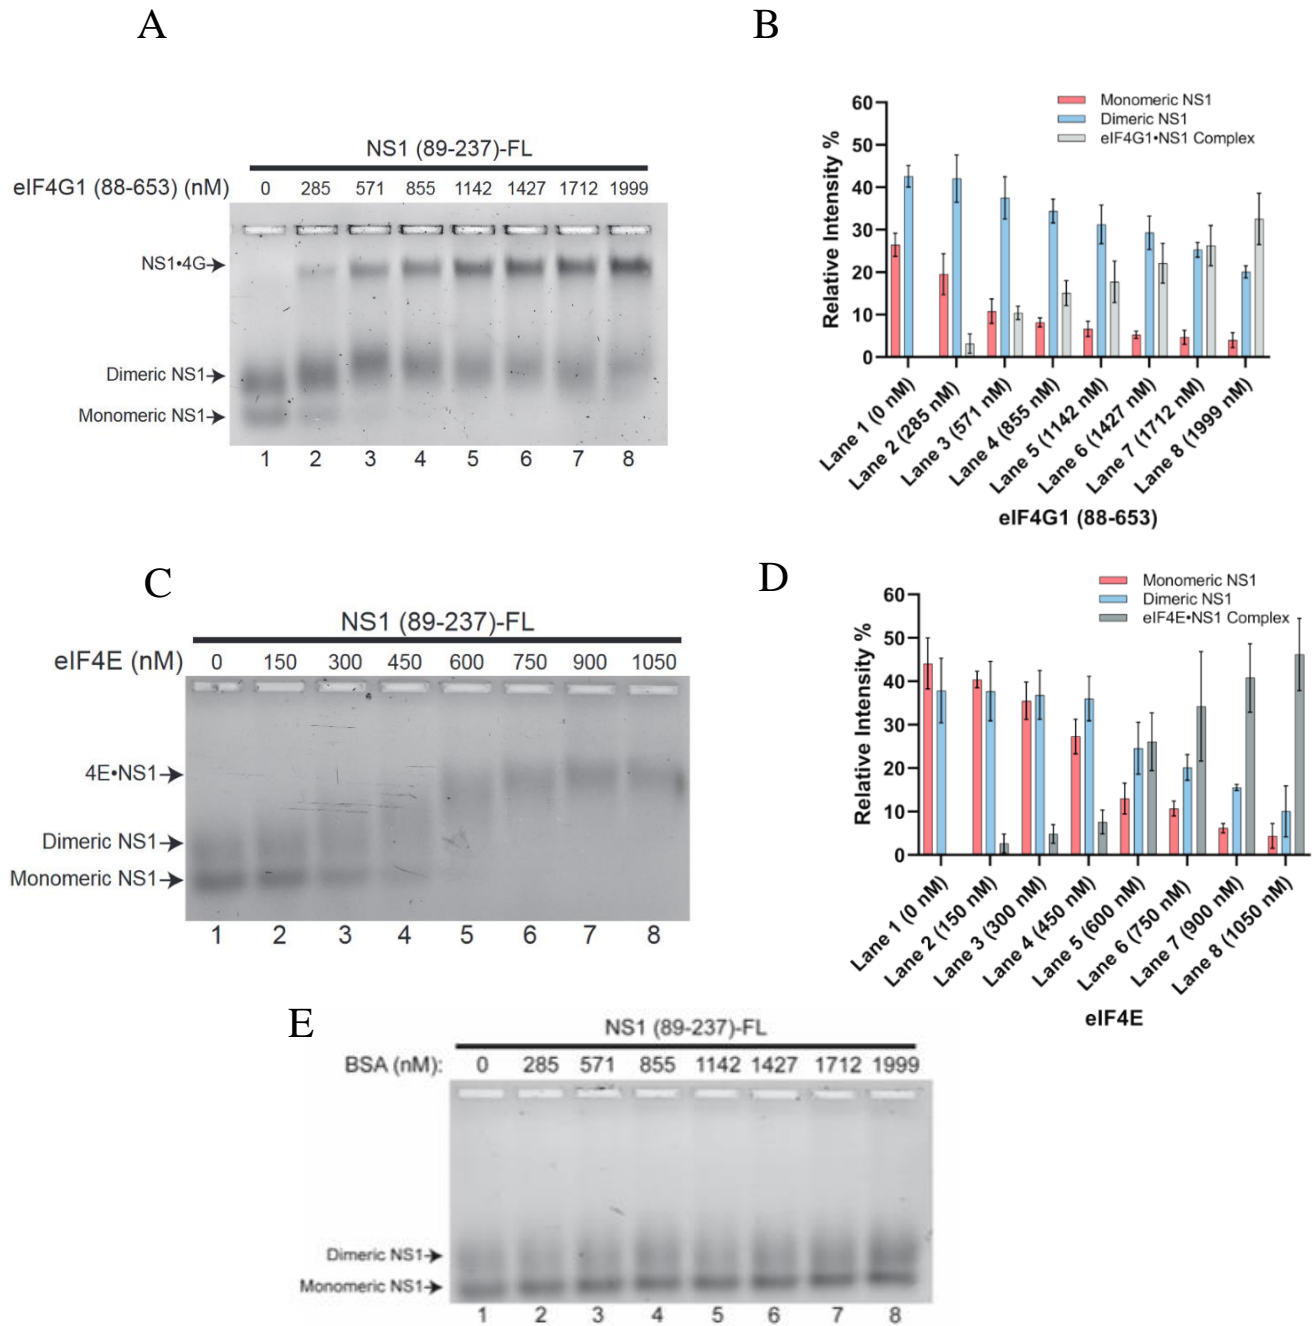 A
NS1 (89-237)-FL
eIF4G1 (88-653) (nM) 0 285 571 855 1142 1427 1712 1999
NS1•4G
Dimeric NS1
Monomeric NS1
1 2 3 4 5 6 7 8
B
Monomeric NS1
Dimeric NS1
eIF4G1•NS1 Complex
Relative Intensity %
60
50
40
30
20
10
0
Lane 1 (0 nM)
Lane 2 (285 nM)
Lane 3 (571 nM)
Lane 4 (855 nM)
Lane 5 (1142 nM)
Lane 6 (1427 nM)
Lane 7 (1712 nM)
Lane 8 (1999 nM)
eIF4G1 (88-653)
C
NS1 (89-237)-FL
eIF4E (nM) 0 150 300 450 600 750 900 1050
4E•NS1
Dimeric NS1
Monomeric NS1
1 2 3 4 5 6 7 8
D
Monomeric NS1
Dimeric NS1
eIF4E•NS1 Complex
Relative Intensity %
60
50
40
30
20
10
0
Lane 1 (0 nM)
Lane 2 (150 nM)
Lane 3 (300 nM)
Lane 4 (450 nM)
Lane 5 (600 nM)
Lane 6 (750 nM)
Lane 7 (900 nM)
Lane 8 (1050 nM)
eIF4E
E
NS1 (89-237)-FL
BSA (nM): 0 285 571 855 1142 1427 1712 1999
Dimeric NS1
Monomeric NS1
1 2 3 4 5 6 7 8